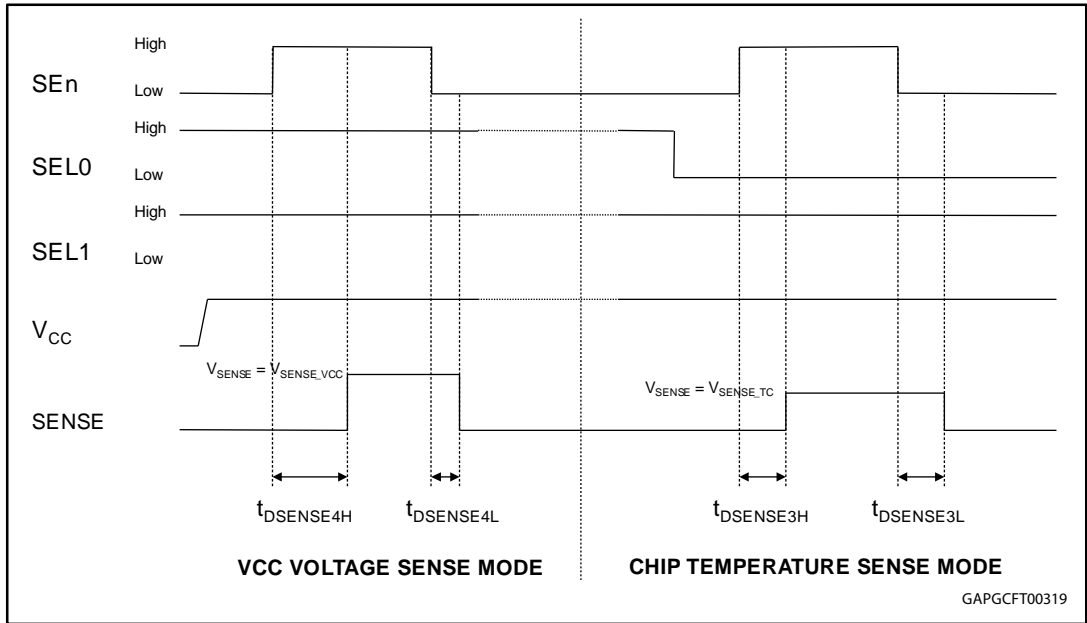 High
SEn
Low
High
SEL0
Low
High
SEL1
Low
VCC
VSENSE = VSENSE_VCC
VSENSE = VSENSE_TC
SENSE
tDSENSE4H
tDSENSE4L
tDSENSE3H
tDSENSE3L
VCC VOLTAGE SENSE MODE
CHIP TEMPERATURE SENSE MODE
GAPGCFT00319